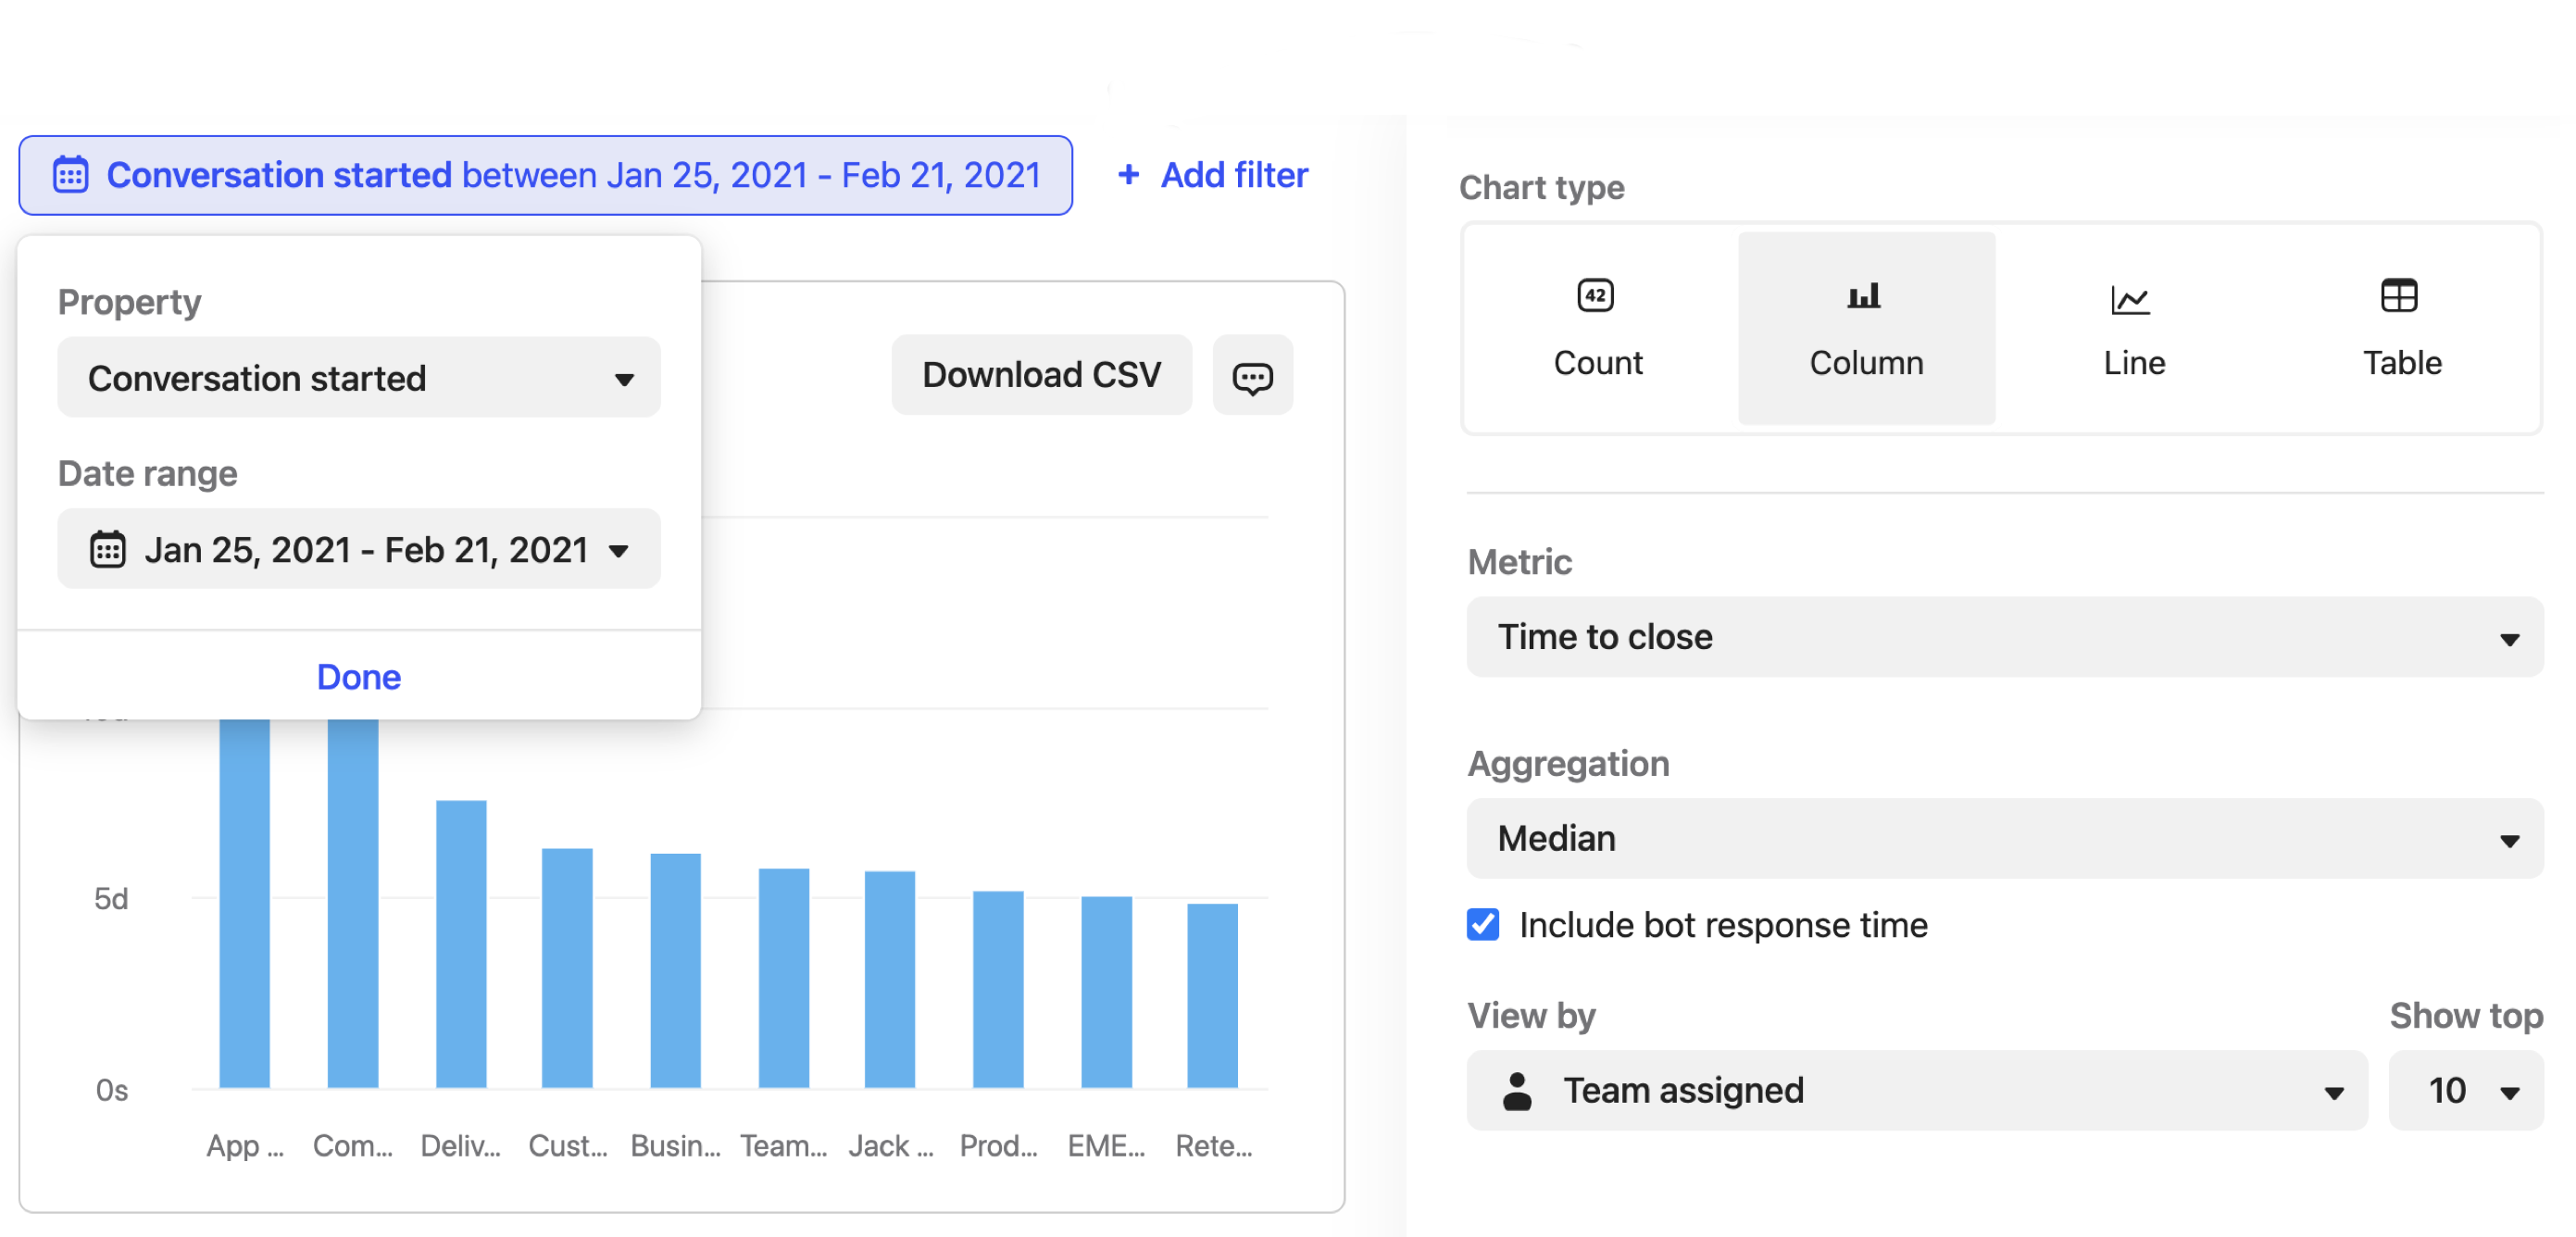 Conversation started between Jan 25, 2021 - Feb 21, 2021
+ Add filter
Property
Conversation started
Date range
Jan 25, 2021 - Feb 21, 2021
Done
Download CSV
5d
0s
App ...
Com...
Deliv...
Cust...
Busin...
Team...
Jack ...
Prod...
EME...
Rete...
Chart type
42
Count
Column
Line
Table
Metric
Time to close
Aggregation
Median
Include bot response time
View by
Show top
Team assigned
10